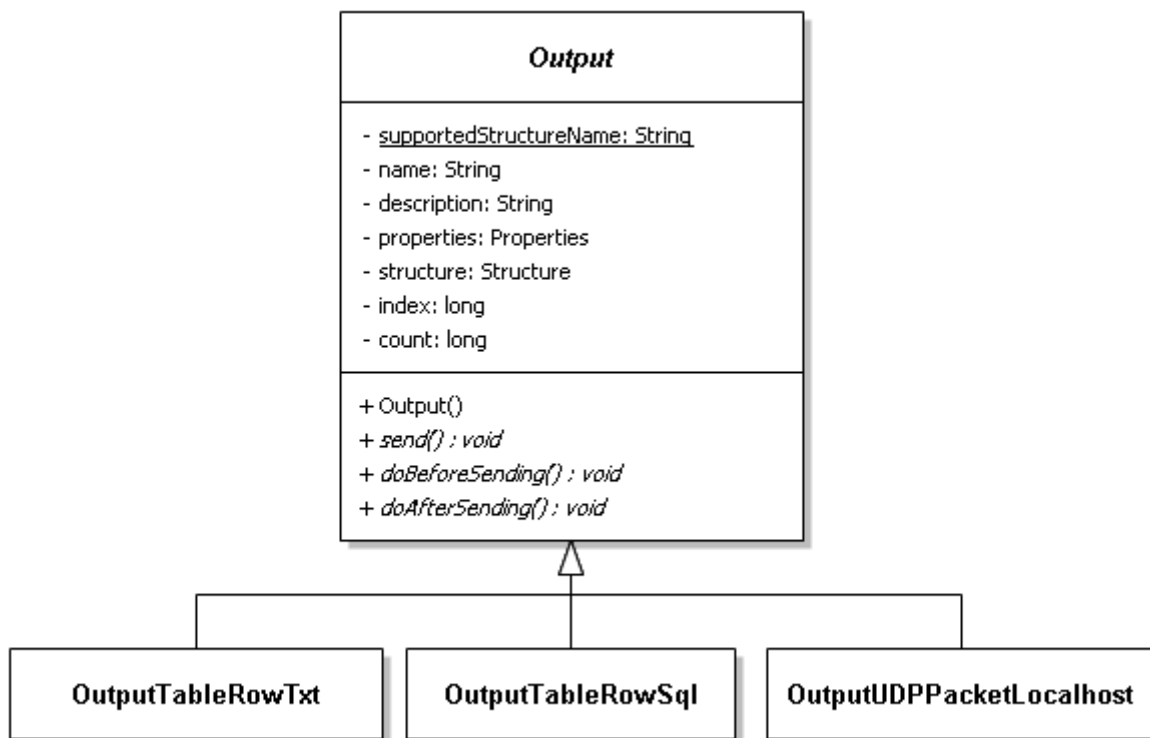 Output
- supportedStructureName: String
- name: String
- description: String
- properties: Properties
- structure: Structure
- index: long
- count: long
+ Output()
+ send() : void
+ doBeforeSending() : void
+ doAfterSending() : void
OutputTableRowTxt
OutputTableRowSql
OutputUDPPacketLocalhost